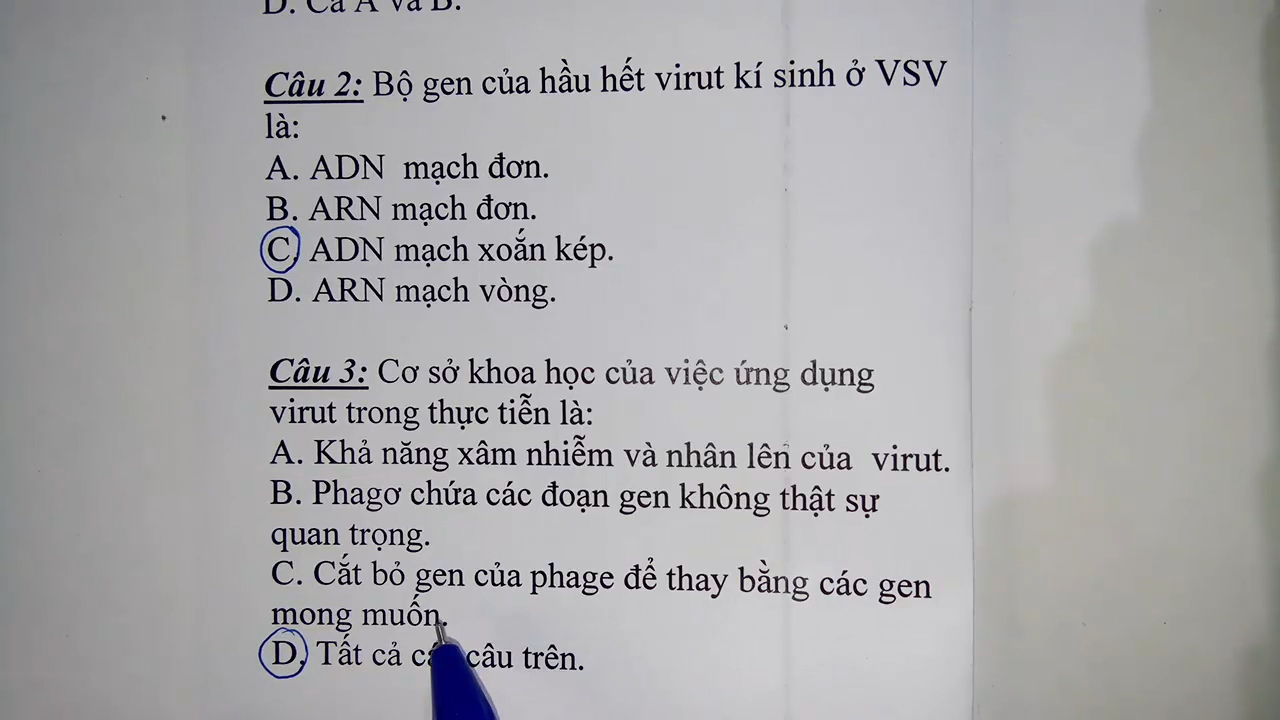 D. Cả A và B.
Câu 2: Bộ gen của hầu hết virut kí sinh ở VSV
là:
A. ADN mạch đơn.
B. ARN mạch đơn.
C. ADN mạch xoắn kép.
D. ARN mạch vòng.
Câu 3: Cơ sở khoa học của việc ứng dụng
virut trong thực tiễn là:
A. Khả năng xâm nhiễm và nhân lên của virut.
B. Phagơ chứa các đoạn gen không thật sự
quan trọng.
C. Cắt bỏ gen của phage để thay bằng các gen
mong muốn.
D. Tất cả câu trên.